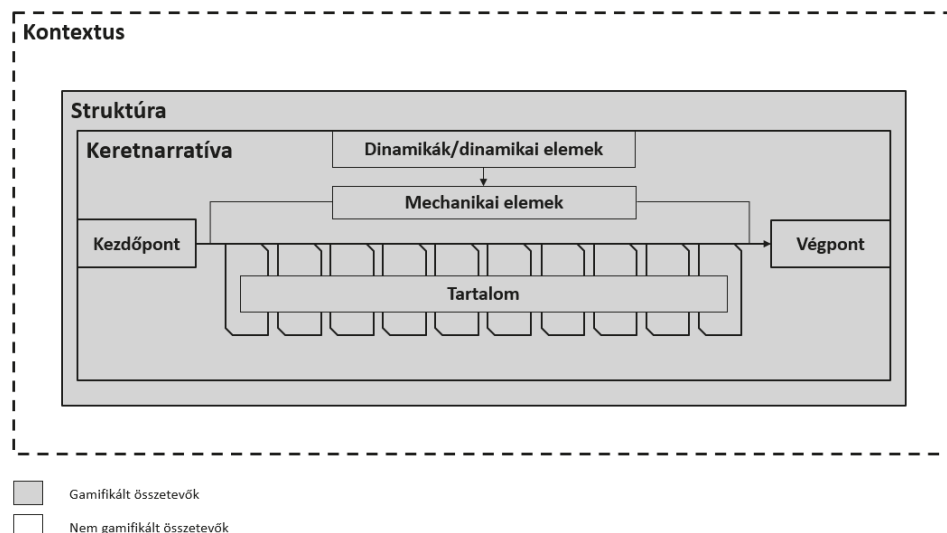 Kontextus
Struktúra
Keretnarratíva
Dinamikák/dinamikai elemek
Mechanikai elemek
Kezdőpont
Végpont
Tartalom
Gamifikált összetevők
Nem gamifikált összetevők